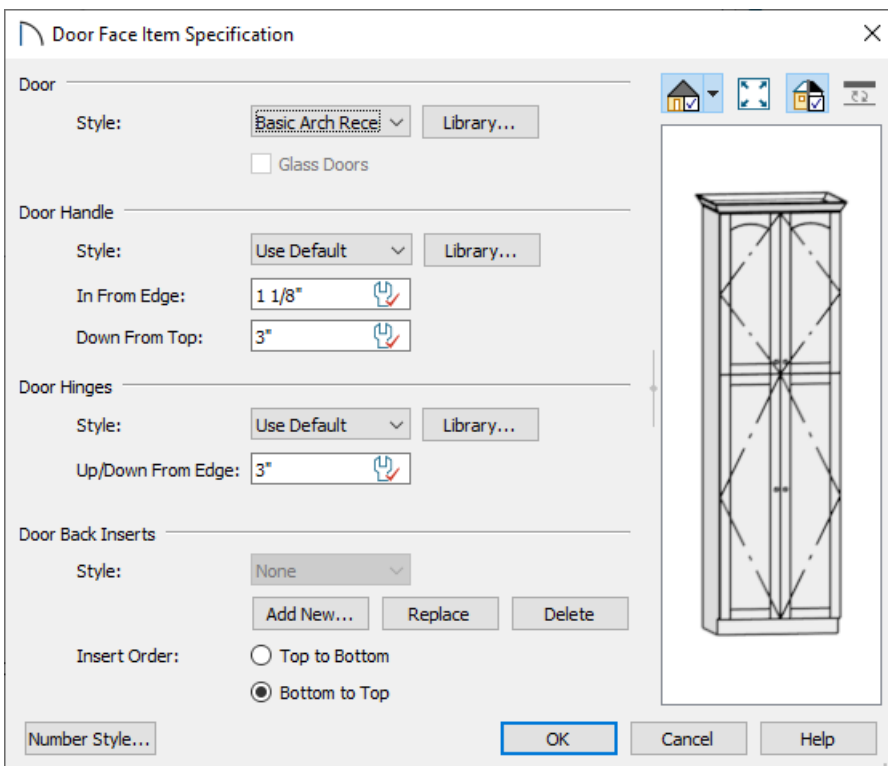 Door Face Item Specification
Door
Style: Basic Arch Rece Library...
Glass Doors
Door Handle
Style: Use Default Library...
In From Edge: 1 1/8"
Down From Top: 3"
Door Hinges
Style: Use Default Library...
Up/Down From Edge: 3"
Door Back Inserts
Style: None
Add New... Replace Delete
Insert Order: Top to Bottom
Bottom to Top
Number Style... OK Cancel Help